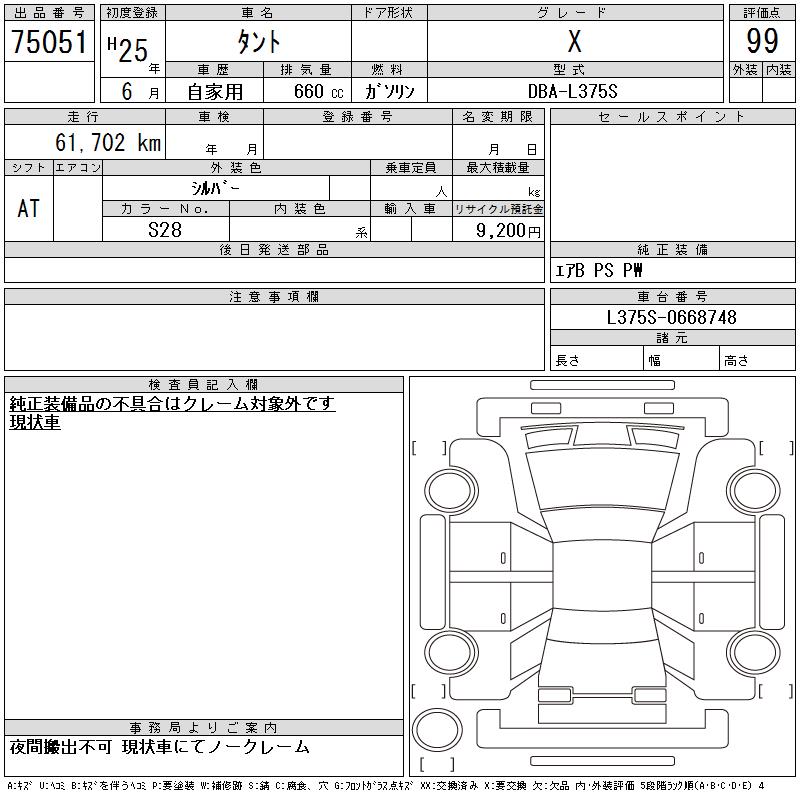 出品番号 初度登録 車名 ドア形状 グレード 評価点
75051 H25年 タント X 99
車歴 排気量 燃料 型式 外装 内装
6月 自家用 660 cc ガソリン DBA-L375S
走行 車検 登録番号 名変期限 セールスポイント
61,702 km 年 月 月 日
シフト エアコン 外装色 乗車定員 最大積載量
シルバー 人 kg
AT カラーNo. 内装色 輸入車 リサイクル預託金
S28 系 9,200円
後日発送部品 純正装備
エアB PS PW
注意事項欄 車台番号
L375S-0668748
諸元
長さ 幅 高さ
検査員記入欄
純正装備品の不具合はクレーム対象外です
現状車
[ ] [ ]
[ ] [ ]
事務局よりご案内
夜間搬出不可 現状車にてノークレーム
[ ]
A:キズ U:ヘコミ B:キズを伴うヘコミ P:要塗装 W:補修跡 S:錆 C:腐食、穴 G:フロントガラス点キズ XX:交換済み X:要交換 欠:欠品 内・外装評価 5段階ランク順(A・B・C・D・E) 4